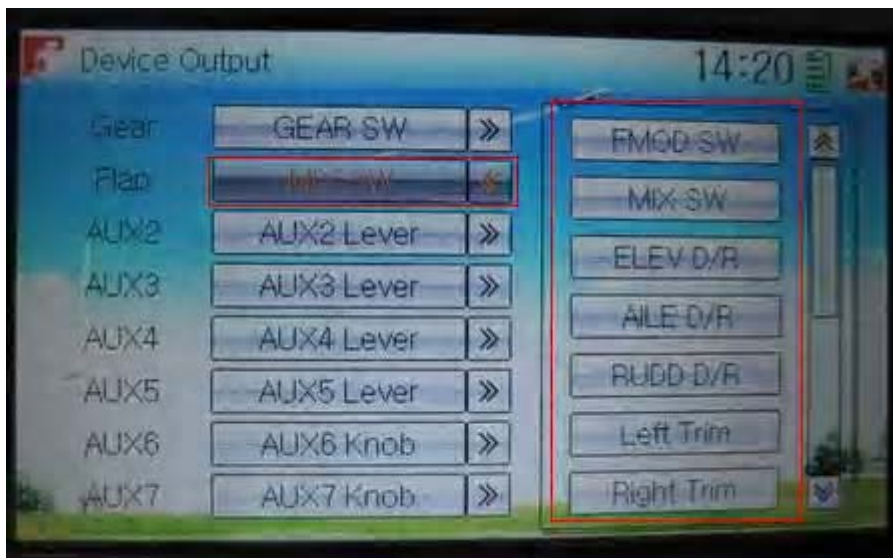 Device Output
14:20
Gear GEAR SW
Flap
AUX2 AUX2 Lever
AUX3 AUX3 Lever
AUX4 AUX4 Lever
AUX5 AUX5 Lever
AUX6 AUX6 Knob
AUX7 AUX7 Knob
FMOD SW
MIX SW
ELEV D/R
AILE D/R
RUDD D/R
Left Trim
Right Trim